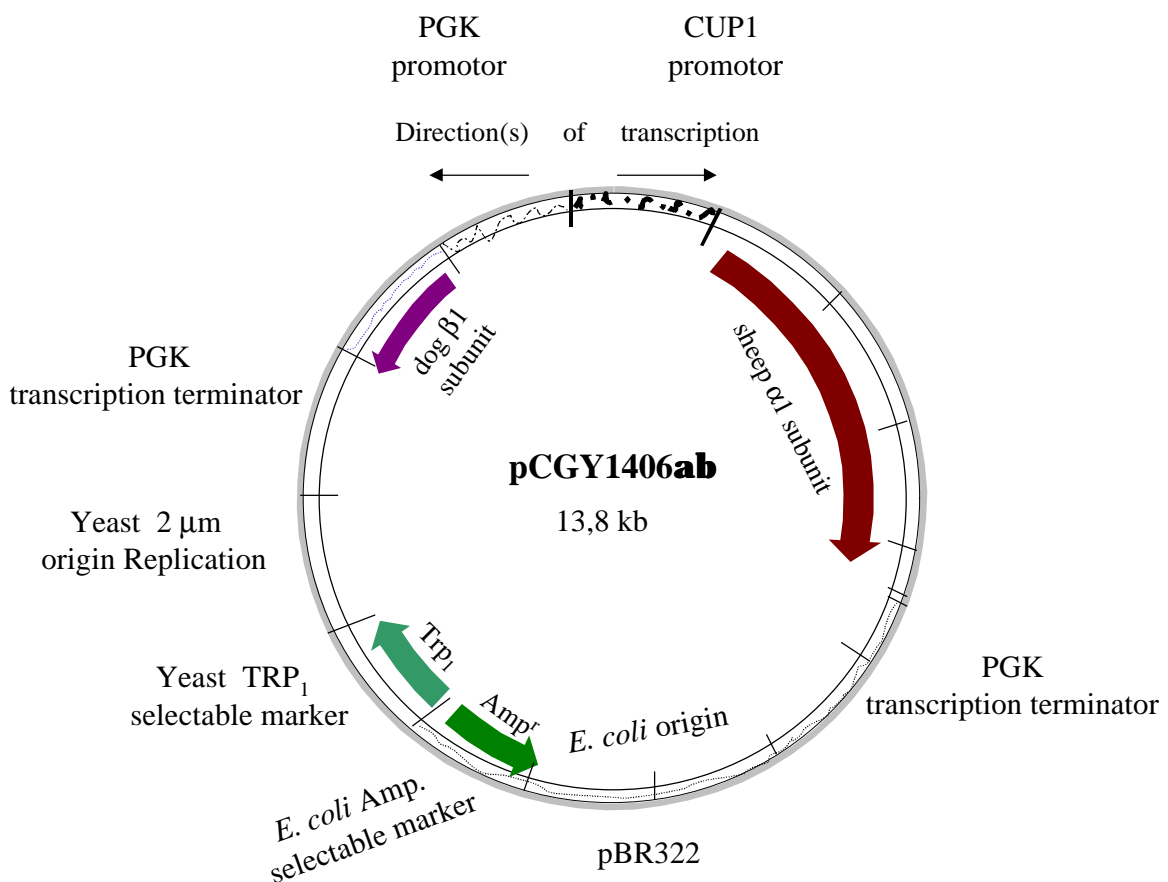 PGK
promotor
CUP1
promotor
Direction(s) of transcription
dog β1
subunit
sheep α1 subunit
PGK
transcription terminator
pCGY1406ab
13,8 kb
Yeast 2 μm
origin Replication
Trp1
Yeast TRP1
selectable marker
PGK
transcription terminator
Ampr
E. coli origin
E. coli Amp.
selectable marker
pBR322